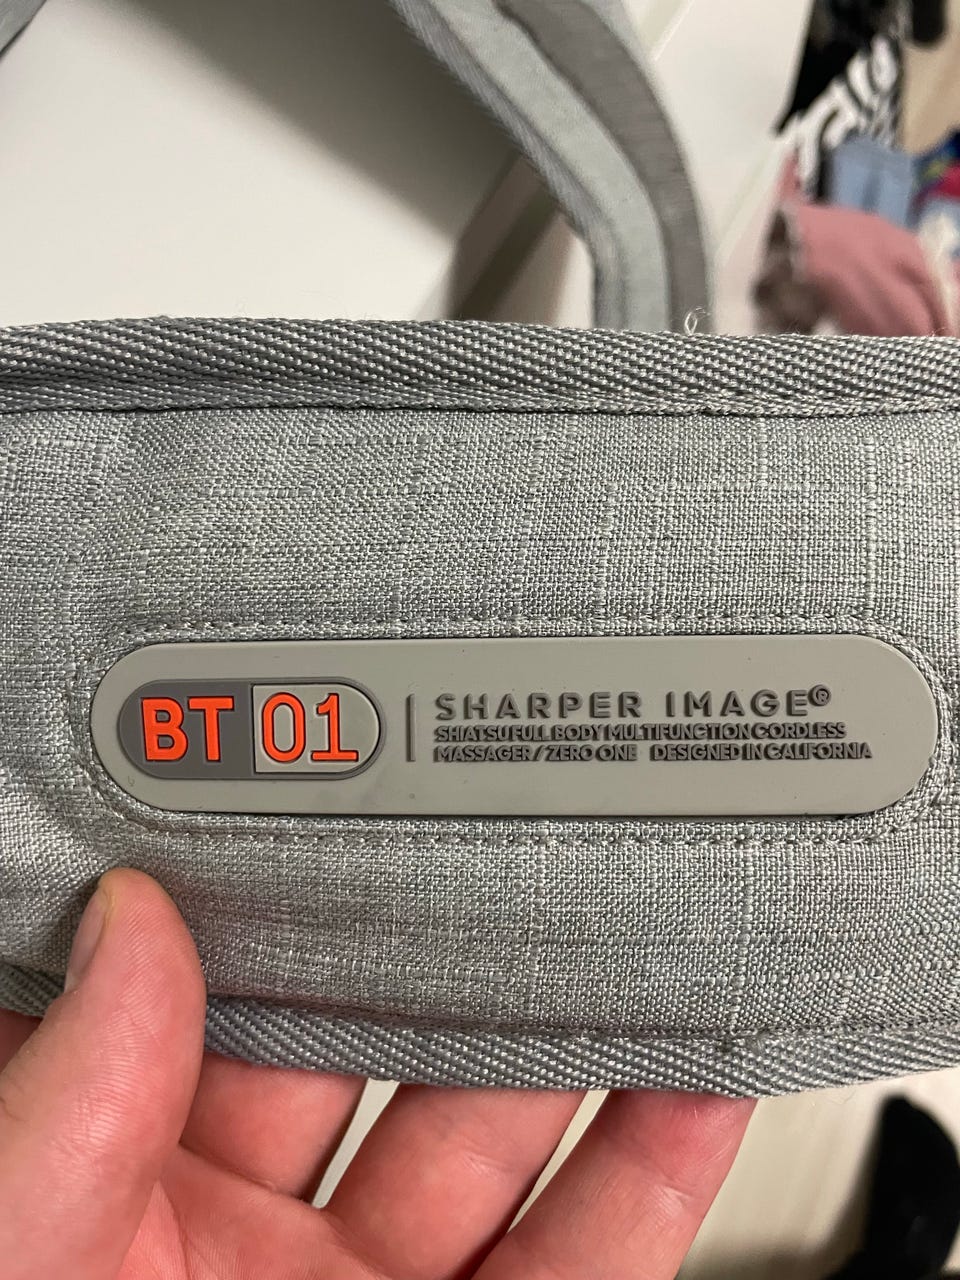 BT 01
SHARPER IMAGE®
SHIATSU FULL BODY MULTIFUNCTION CORDLESS
MASSAGER / ZERO ONE DESIGNED IN CALIFORNIA